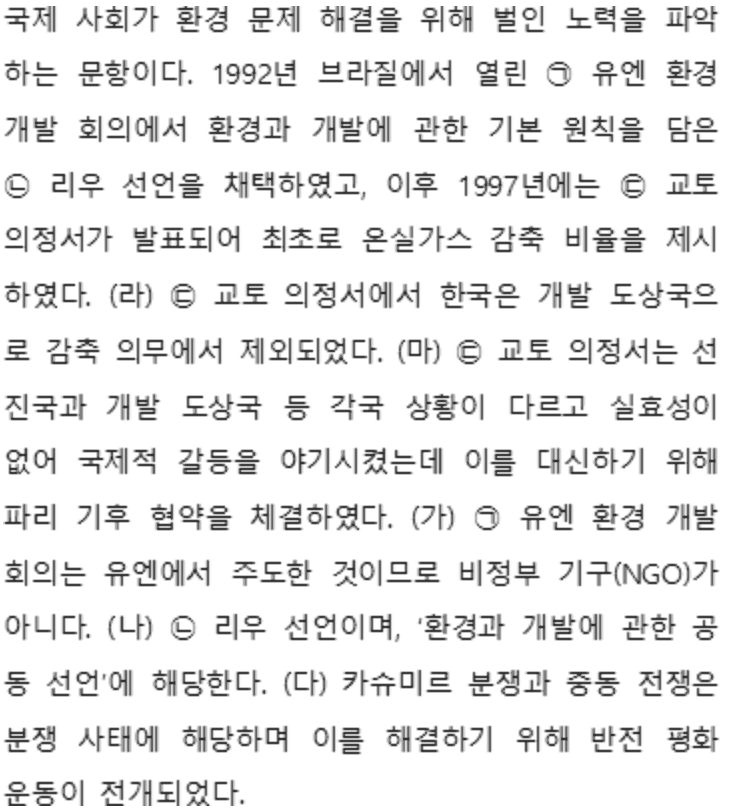 국제 사회가 환경 문제 해결을 위해 벌인 노력을 파악
하는 문항이다. 1992년 브라질에서 열린 ㉠ 유엔 환경
개발 회의에서 환경과 개발에 관한 기본 원칙을 담은
㉡ 리우 선언을 채택하였고, 이후 1997년에는 ㉢ 교토
의정서가 발표되어 최초로 온실가스 감축 비율을 제시
하였다. (라) ㉢ 교토 의정서에서 한국은 개발 도상국으
로 감축 의무에서 제외되었다. (마) ㉢ 교토 의정서는 선
진국과 개발 도상국 등 각국 상황이 다르고 실효성이
없어 국제적 갈등을 야기시켰는데 이를 대신하기 위해
파리 기후 협약을 체결하였다. (가) ㉠ 유엔 환경 개발
회의는 유엔에서 주도한 것이므로 비정부 기구(NGO)가
아니다. (나) ㉡ 리우 선언이며, '환경과 개발에 관한 공
동 선언'에 해당한다. (다) 카슈미르 분쟁과 중동 전쟁은
분쟁 사태에 해당하며 이를 해결하기 위해 반전 평화
운동이 전개되었다.